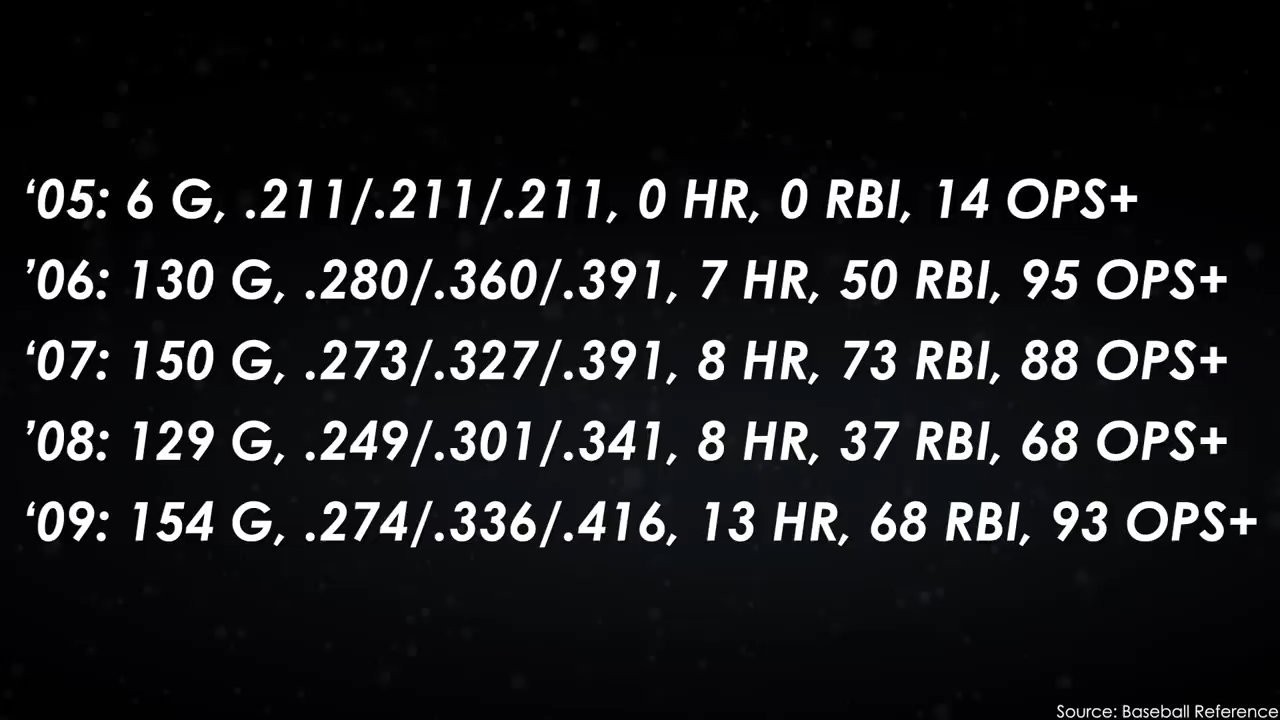 ‘05: 6 G, .211/.211/.211, 0 HR, 0 RBI, 14 OPS+
’06: 130 G, .280/.360/.391, 7 HR, 50 RBI, 95 OPS+
‘07: 150 G, .273/.327/.391, 8 HR, 73 RBI, 88 OPS+
’08: 129 G, .249/.301/.341, 8 HR, 37 RBI, 68 OPS+
‘09: 154 G, .274/.336/.416, 13 HR, 68 RBI, 93 OPS+
Source: Baseball Reference